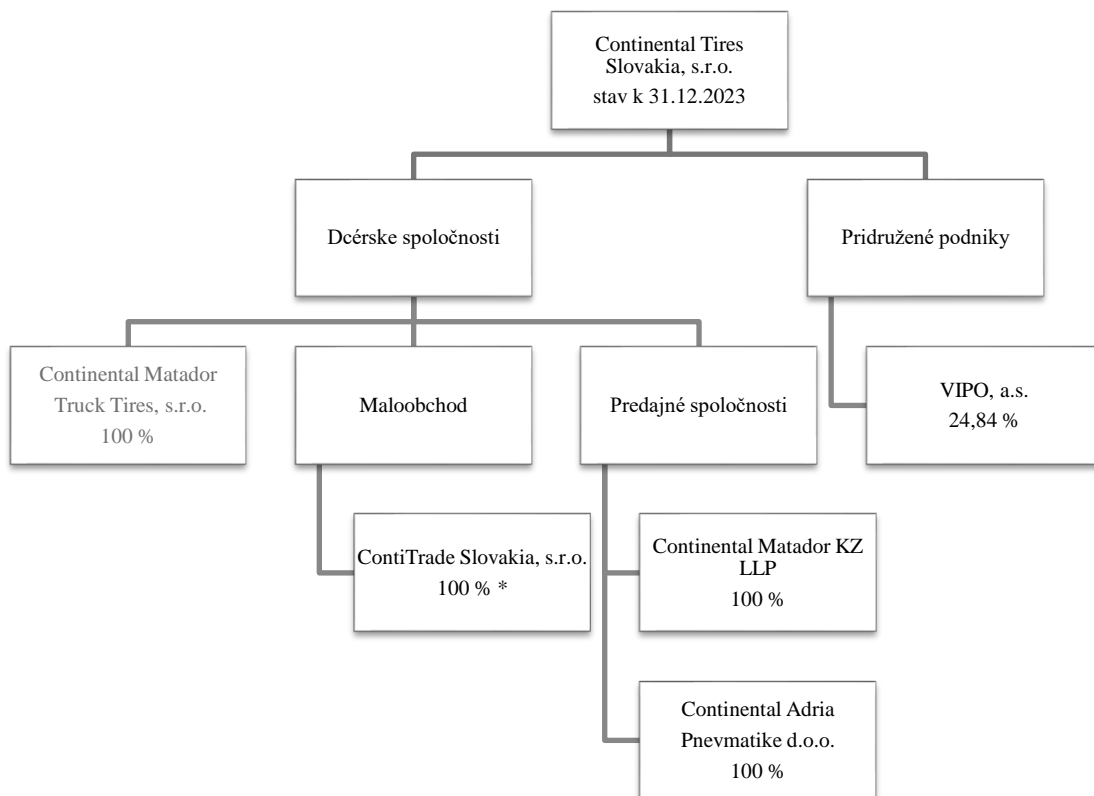 Continental Tires
Slovakia, s.r.o.
stav k 31.12.2023
Dcérske spoločnosti
Pridružené podniky
Continental Matador
Truck Tires, s.r.o.
100 %
Maloobchod
Predajné spoločnosti
VIPO, a.s.
24,84 %
ContiTrade Slovakia, s.r.o.
100 % *
Continental Matador KZ
LLP
100 %
Continental Adria
Pnevmatike d.o.o.
100 %